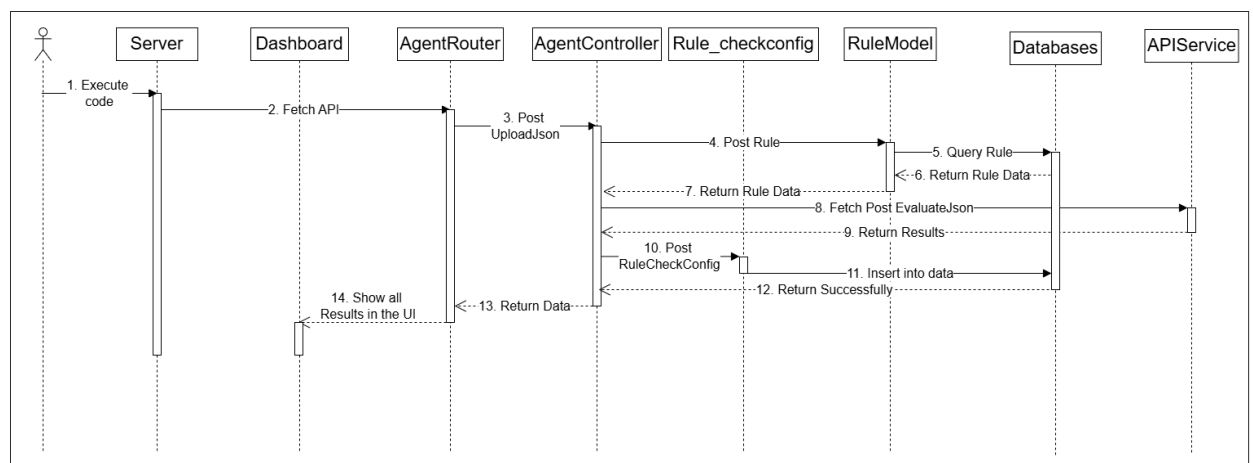 Server
Dashboard
AgentRouter
AgentController
Rule_checkconfig
RuleModel
Databases
APIService
1. Execute
code
2. Fetch API
3. Post
UploadJson
4. Post Rule
5. Query Rule
6. Return Rule Data
7. Return Rule Data
8. Fetch Post EvaluateJson
9. Return Results
10. Post
RuleCheckConfig
11. Insert into data
12. Return Successfully
13. Return Data
14. Show all
Results in the UI